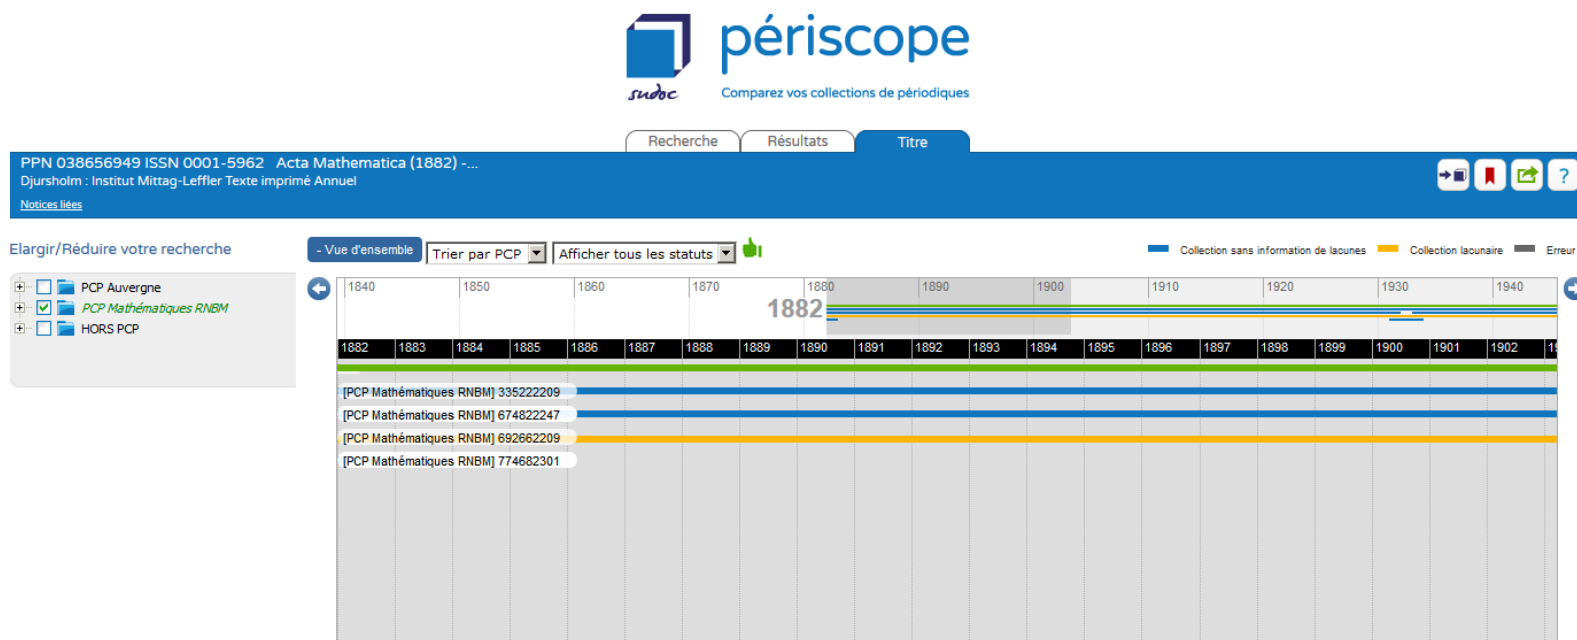 périscope
sudoc
Comparez vos collections de périodiques
Recherche Résultats Titre
PPN 038656949 ISSN 0001-5962 Acta Mathematica (1882) -...
Djursholm : Institut Mittag-Leffler Texte imprimé Annuel
Notices liées
?
Elargir/Réduire votre recherche
- Vue d'ensemble Trier par PCP Afficher tous les statuts
Collection sans information de lacunes Collection lacunaire Erreur
PCP Auvergne
PCP Mathématiques RNBM
HORS PCP
1840 1850 1860 1870 1880 1890 1900 1910 1920 1930 1940
1882
1882 1883 1884 1885 1886 1887 1888 1889 1890 1891 1892 1893 1894 1895 1896 1897 1898 1899 1900 1901 1902
[PCP Mathématiques RNBM] 335222209
[PCP Mathématiques RNBM] 674822247
[PCP Mathématiques RNBM] 692662209
[PCP Mathématiques RNBM] 774682301